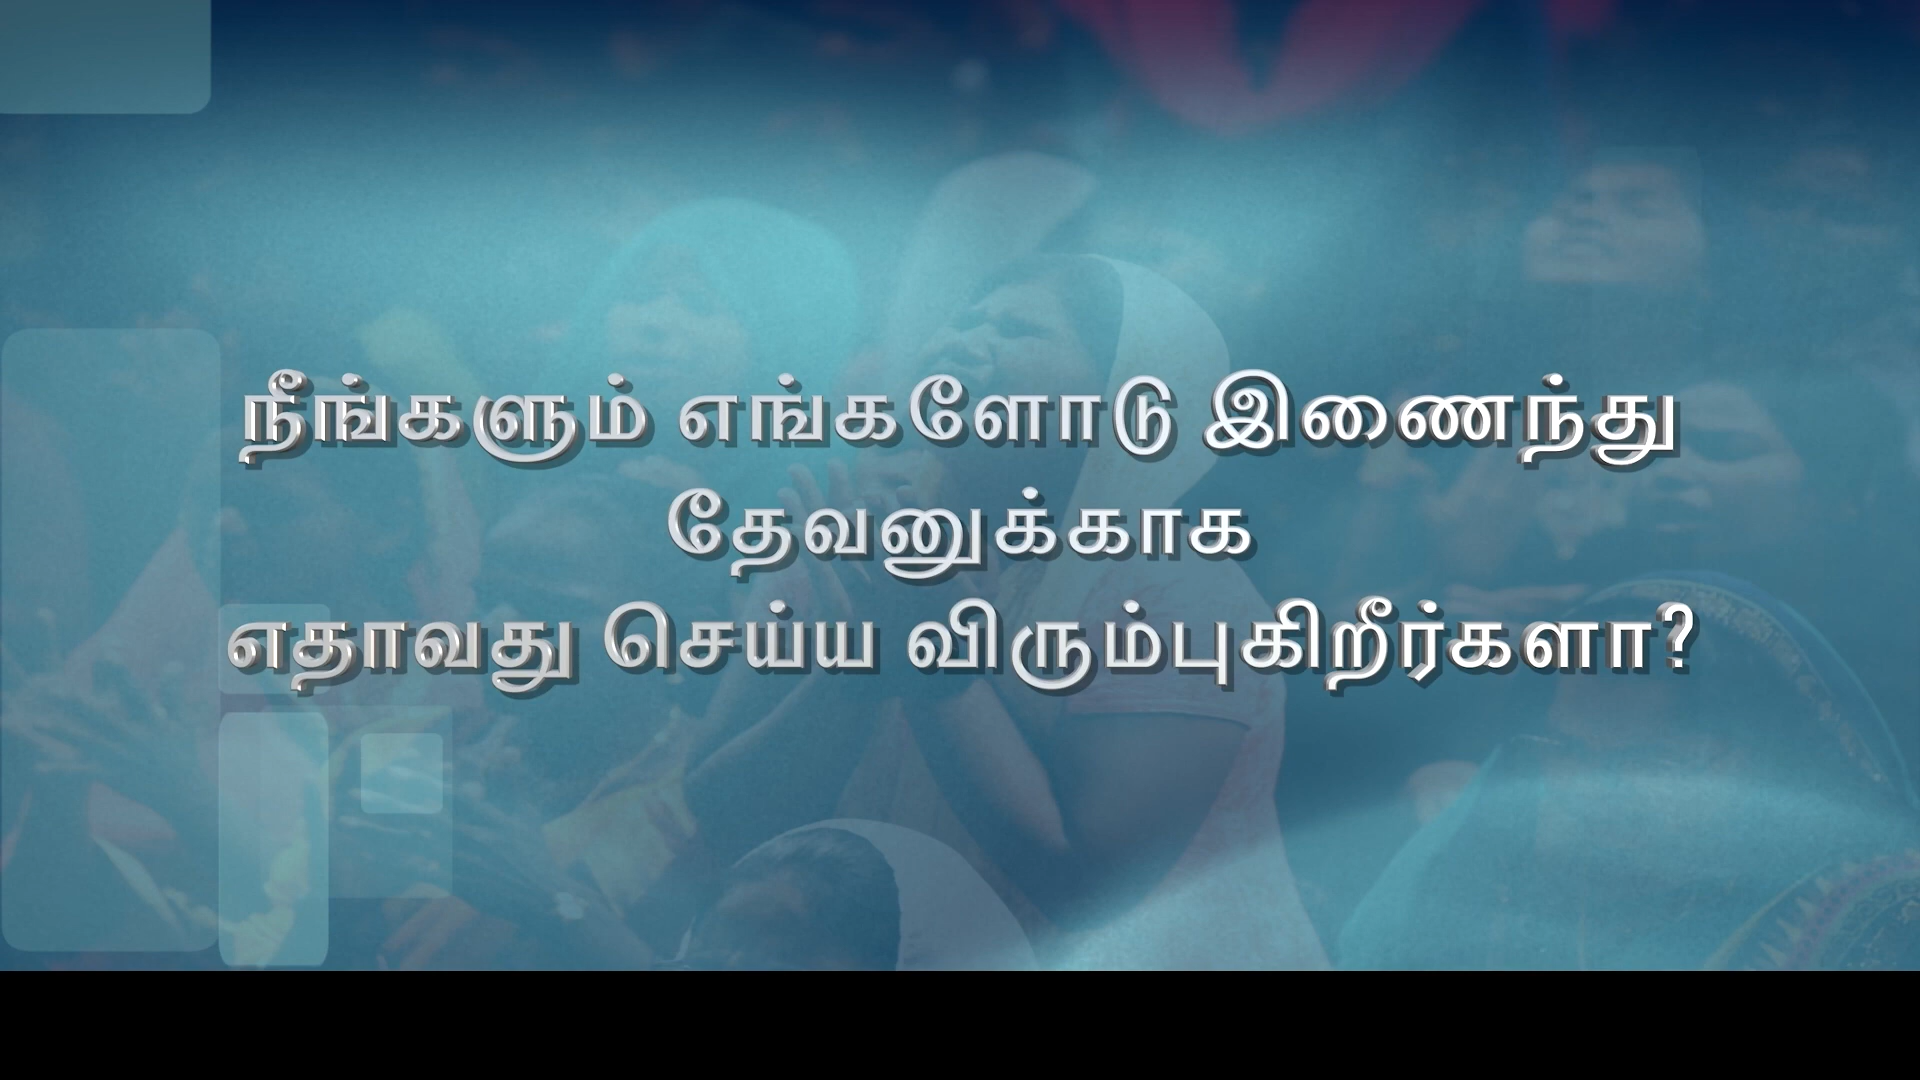 நீங்களும் எங்களோடு இணைந்து
தேவனுக்காக
எதாவது செய்ய விரும்புகிறீர்களா?